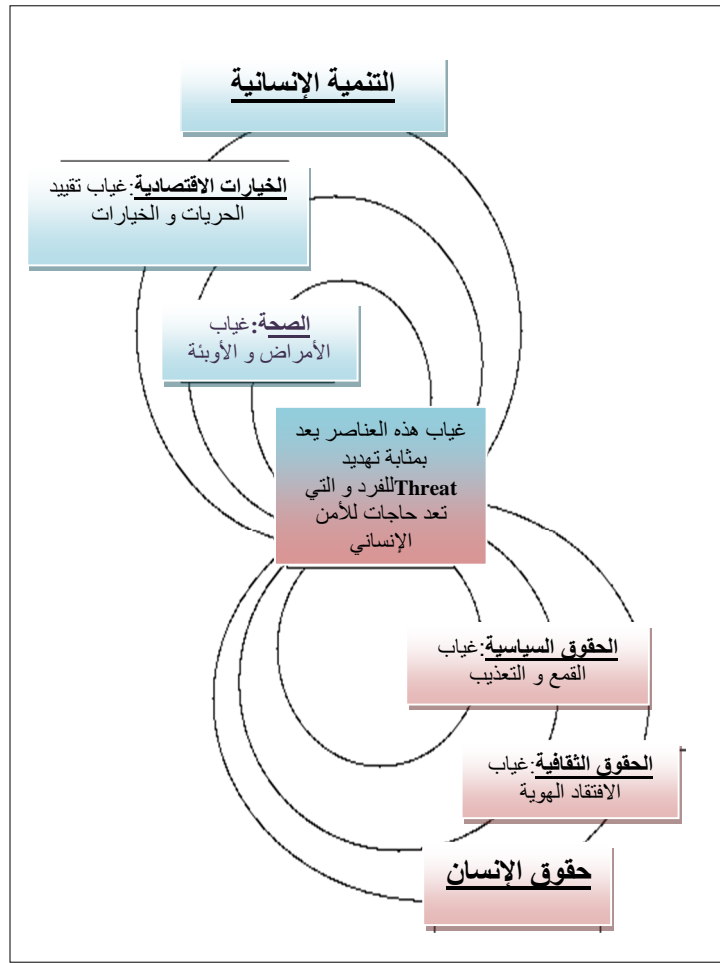 التنمية الإنسانية
الخيارات الاقتصادية:غياب تقييد
الحريات و الخيارات
الصحة:غياب
الأمراض و الأوبئة
غياب هذه العناصر يعد
بمثابة تهديد
Threatللفرد و التي
تعد حاجات للأمن
الإنساني
الحقوق السياسية:غياب
القمع و التعذيب
الحقوق الثقافية:غياب
الافتقاد الهوية
حقوق الإنسان